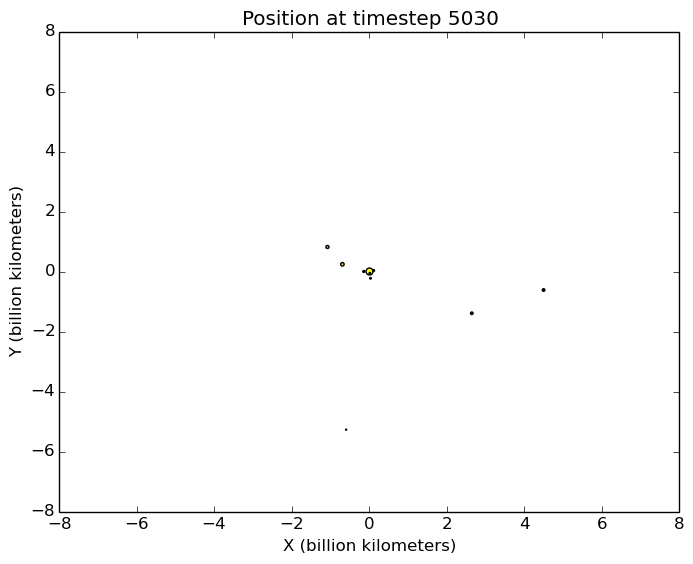 Position at timestep 5030
8
6
4
2
0
−2
−4
−6
−8
−8 −6 −4 −2 0 2 4 6 8
X (billion kilometers)
Y (billion kilometers)